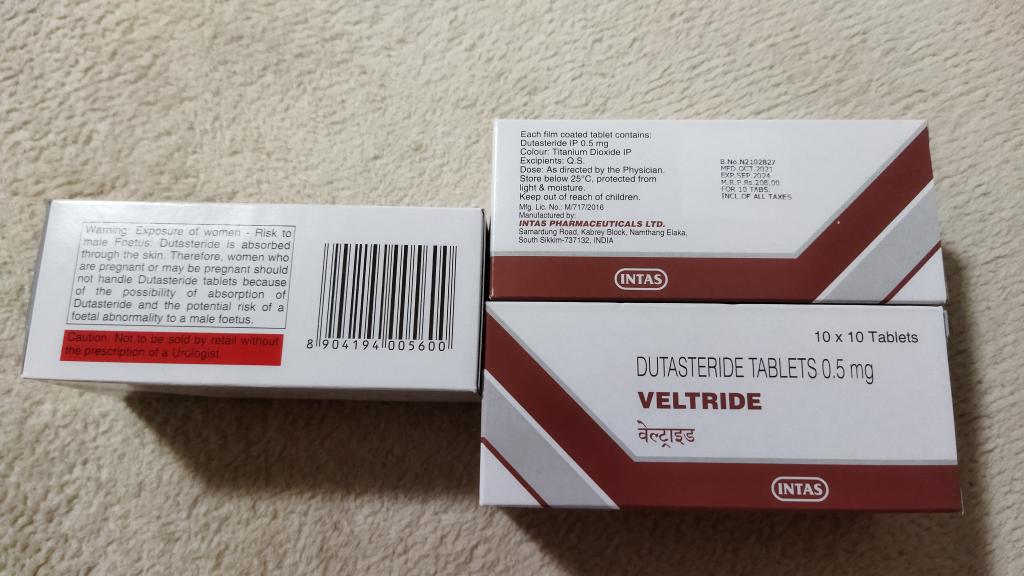 Warning: Exposure of women - Risk to
male Foetus: Dutasteride is absorbed
through the skin. Therefore, women who
are pregnant or may be pregnant should
not handle Dutasteride tablets because
of the possibility of absorption of
Dutasteride and the potential risk of a
foetal abnormality to a male foetus.
Caution: Not to be sold by retail without
the prescription of a Urologist.
8 904194 005600
Each film coated tablet contains:
Dutasteride IP 0.5 mg
Colour: Titanium Dioxide IP
Excipients: Q.S.
Dose: As directed by the Physician.
Store below 25°C, protected from
light & moisture.
Keep out of reach of children.
Mfg. Lic. No.: M/717/2016
Manufactured by:
INTAS PHARMACEUTICALS LTD.
Samardung Road, Kabrey Block, Namthang Elaka,
South Sikkim-737132, INDIA
B.No.N2102827
MFD.OCT.2021
EXP.SEP.2024
M.R.P.Rs.208.00
FOR 10 TABS.
INCL.OF ALL TAXES
INTAS
10 x 10 Tablets
DUTASTERIDE TABLETS 0.5 mg
VELTRIDE
वेल्ट्राइड
INTAS